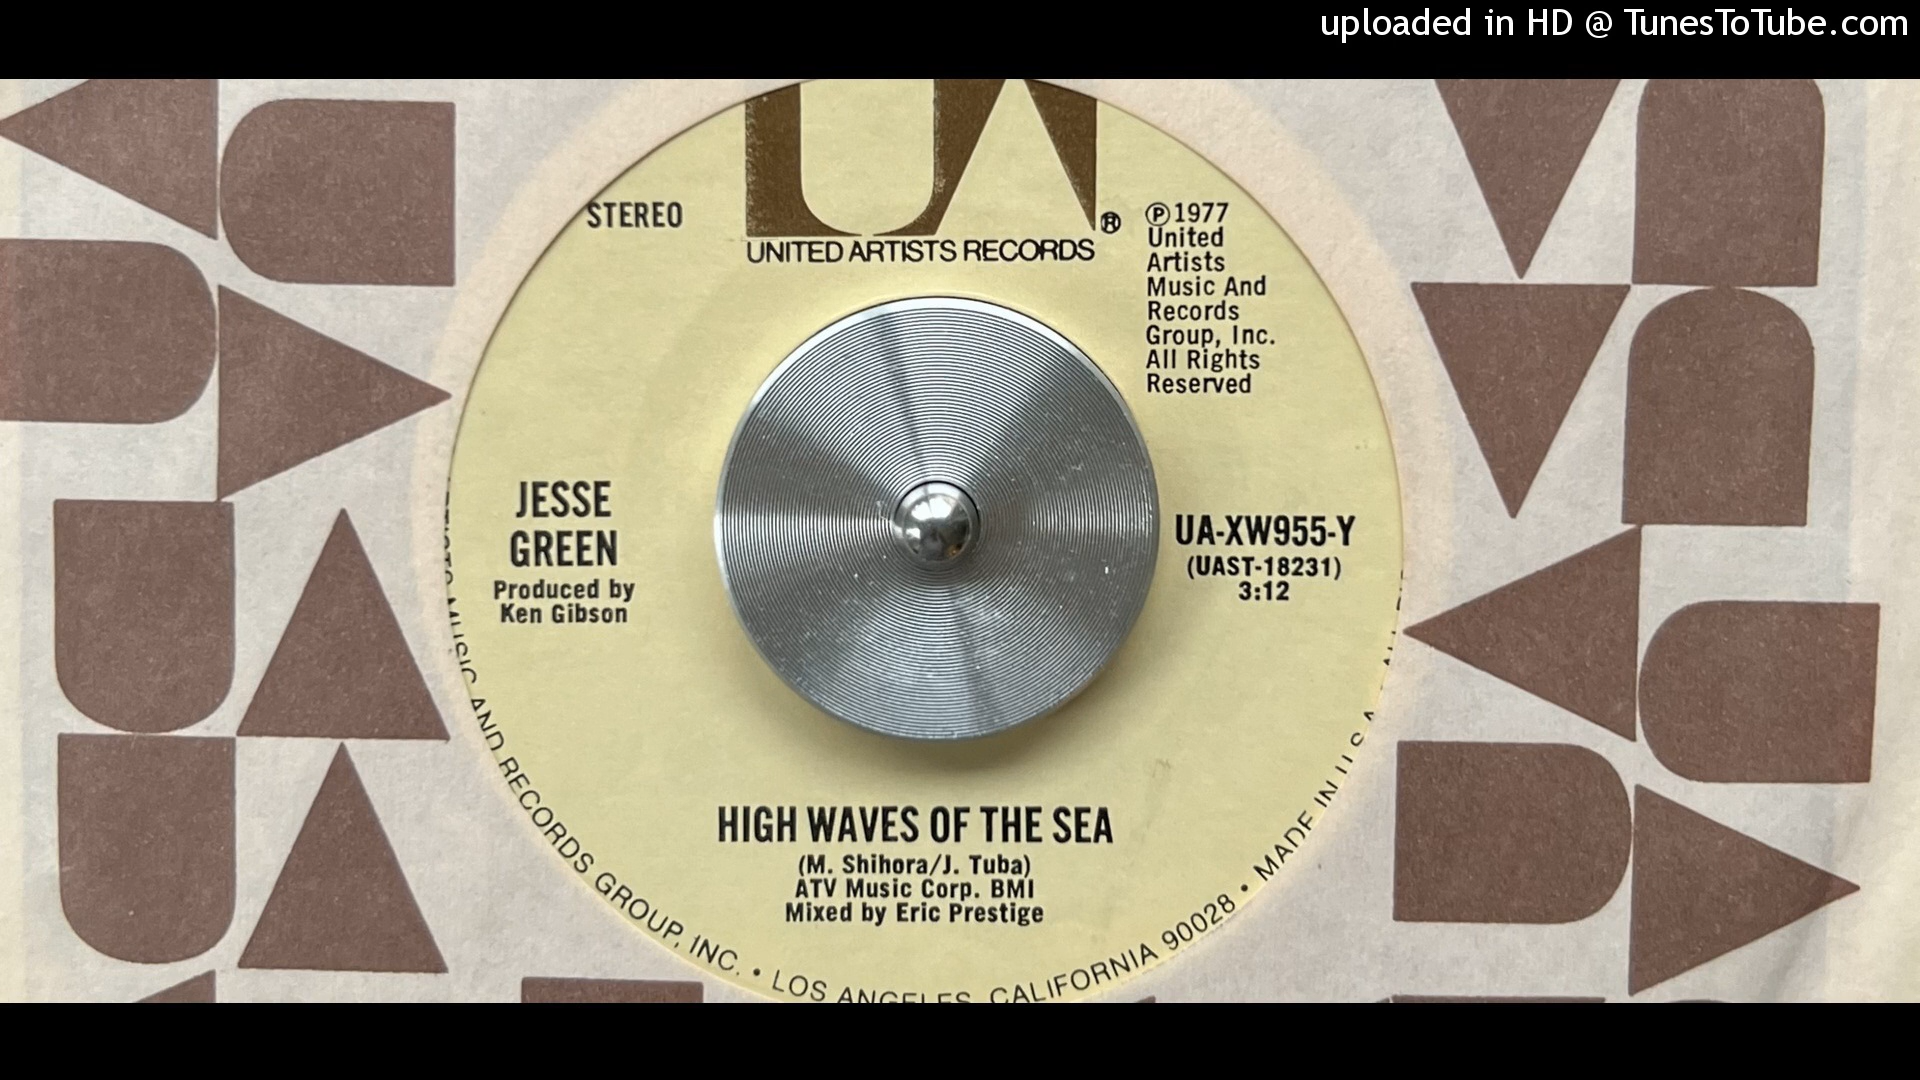 uploaded in HD @ TunesToTube.com
UA
STEREO
®
UNITED ARTISTS RECORDS
Ⓟ1977
United
Artists
Music And
Records
Group, Inc.
All Rights
Reserved
JESSE
GREEN
Produced by
Ken Gibson
UA-XW955-Y
(UAST-18231)
3:12
HIGH WAVES OF THE SEA
(M. Shihora/J. Tuba)
ATV Music Corp. BMI
Mixed by Eric Prestige
MUSIC AND RECORDS GROUP, INC. • LOS ANGELES, CALIFORNIA 90028 • MADE IN U.S.A.